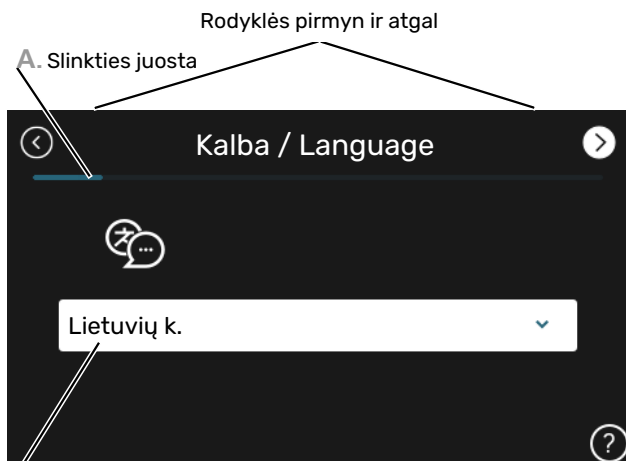 Rodyklės pirmyn ir atgal
A. Slinkties juosta
Kalba / Language
Lietuvių k.
?